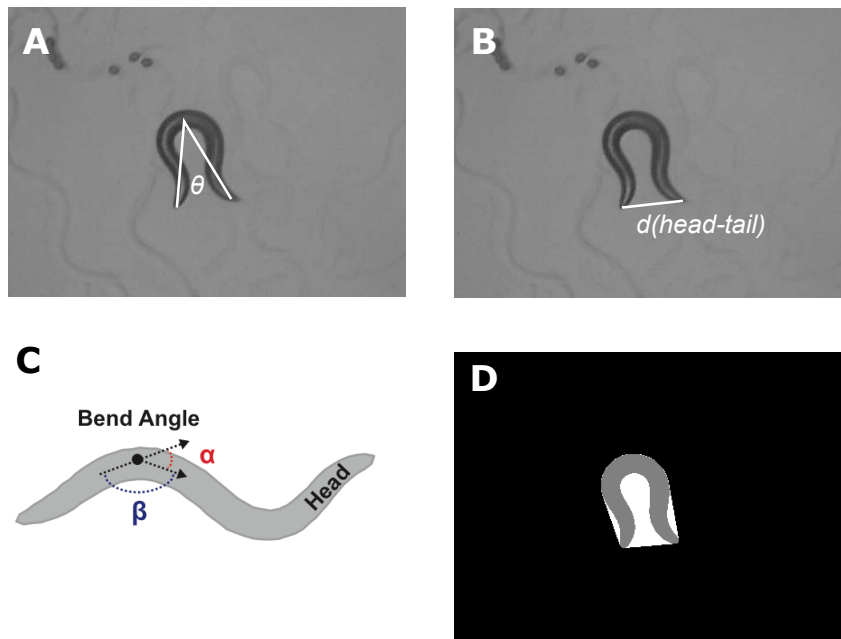 A
θ
B
d(head-tail)
C
Bend Angle
α
β
Head
D